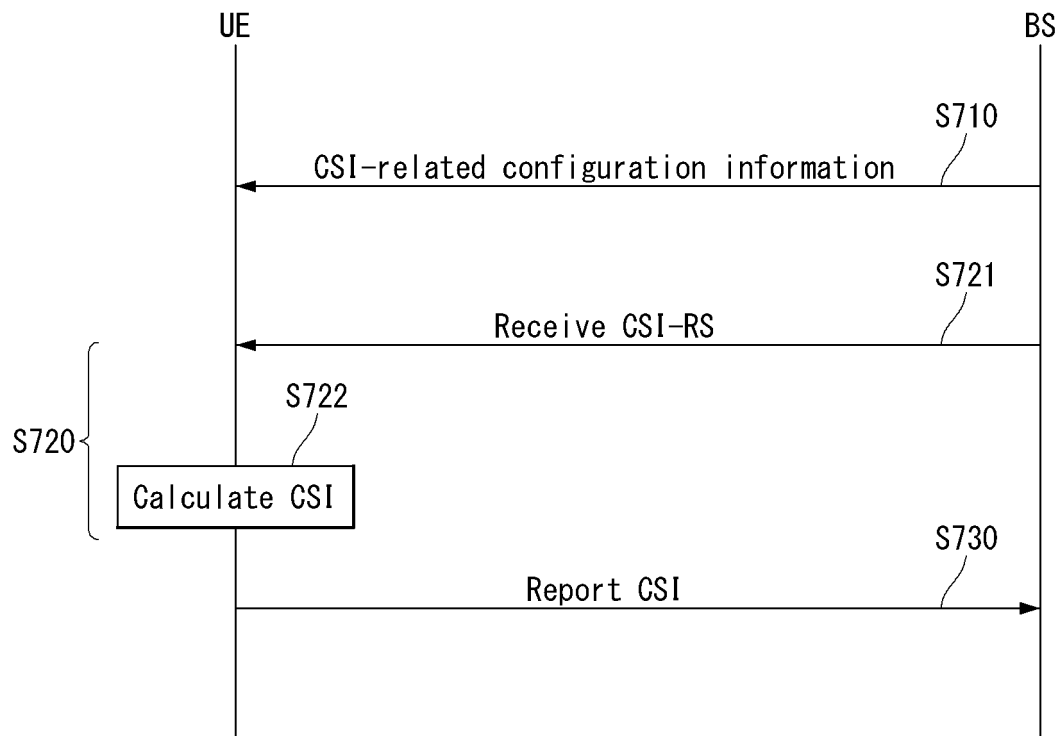 UE
BS
S710
CSI-related configuration information
S721
Receive CSI-RS
S722
S720
Calculate CSI
S730
Report CSI